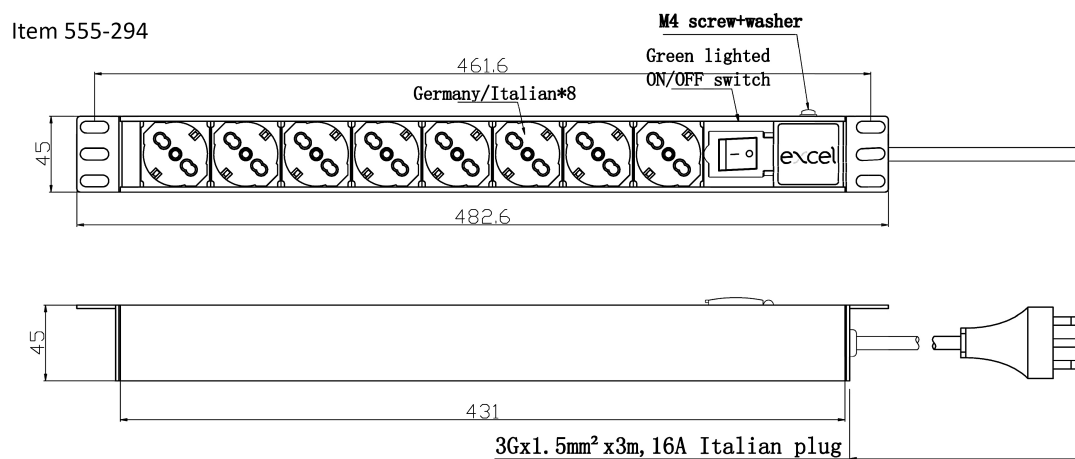 Item 555-294
M4 screw+washer
Green lighted
ON/OFF switch
461.6
Germany/Italian*8
45
excel
482.6
45
431
3Gx1.5mm² x3m, 16A Italian plug